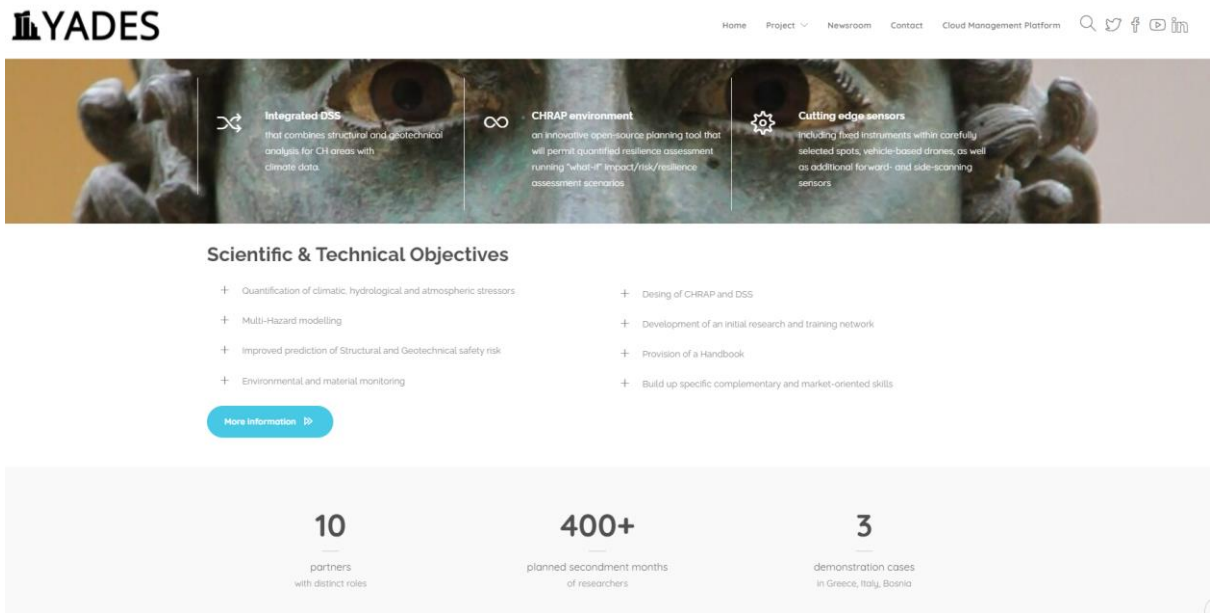 YADES
Home Project Newsroom Contact Cloud Management Platform
Integrated DSS
that combines structural and geotechnical
analysis for CH areas with
climate data.
CHRAP environment
an innovative open-source planning tool that
will permit quantified resilience assessment
running "what-if" impact/risk/resilience
assessment scenarios
Cutting edge sensors
including fixed instruments within carefully
selected spots, vehicle-based drones, as well
as additional forward- and side-scanning
sensors
Scientific & Technical Objectives
+ Quantification of climatic, hydrological and atmospheric stressors
+ Multi-Hazard modelling
+ Improved prediction of Structural and Geotechnical safety risk
+ Environmental and material monitoring
+ Desing of CHRAP and DSS
+ Development of an initial research and training network
+ Provision of a Handbook
+ Build up specific complementary and market-oriented skills
More information
10
partners
with distinct roles
400+
planned secondment months
of researchers
3
demonstration cases
in Greece, Italy, Bosnia